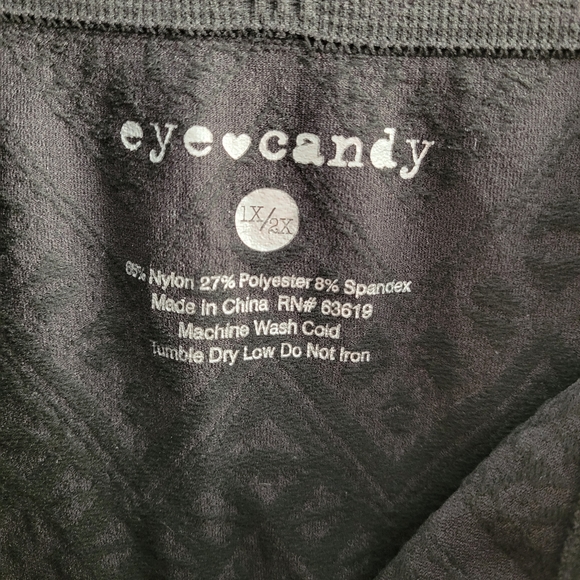 eye♥candy
1X/2X
65% Nylon 27% Polyester 8% Spandex
Made In China RN# 63619
Machine Wash Cold
Tumble Dry Low Do Not Iron